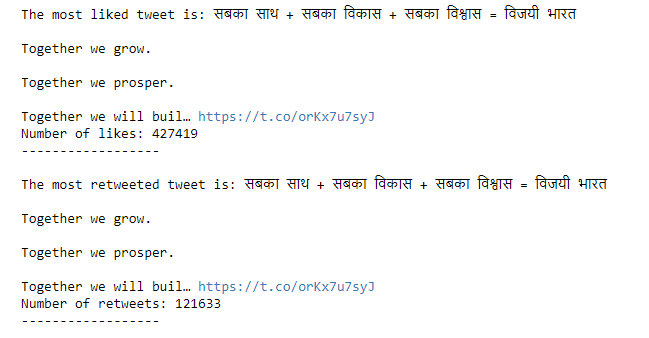 The most liked tweet is: सबका साथ + सबका विकास + सबका विश्वास = विजयी भारत
Together we grow.
Together we prosper.
Together we will buil… https://t.co/orKx7u7syJ
Number of likes: 427419
------------------
The most retweeted tweet is: सबका साथ + सबका विकास + सबका विश्वास = विजयी भारत
Together we grow.
Together we prosper.
Together we will buil… https://t.co/orKx7u7syJ
Number of retweets: 121633
------------------